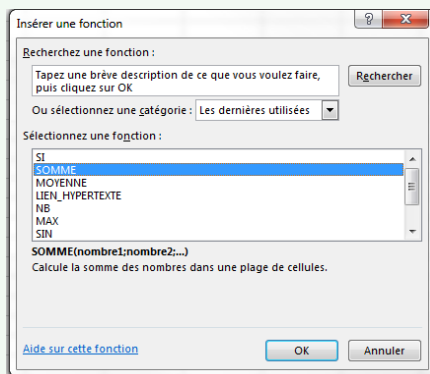 Insérer une fonction
Recherchez une fonction :
Tapez une brève description de ce que vous voulez faire,
puis cliquez sur OK
Rechercher
Ou sélectionnez une catégorie : Les dernières utilisées
Sélectionnez une fonction :
SI
SOMME
MOYENNE
LIEN_HYPERTEXTE
NB
MAX
SIN
SOMME(nombre1;nombre2;...)
Calcule la somme des nombres dans une plage de cellules.
Aide sur cette fonction
OK
Annuler